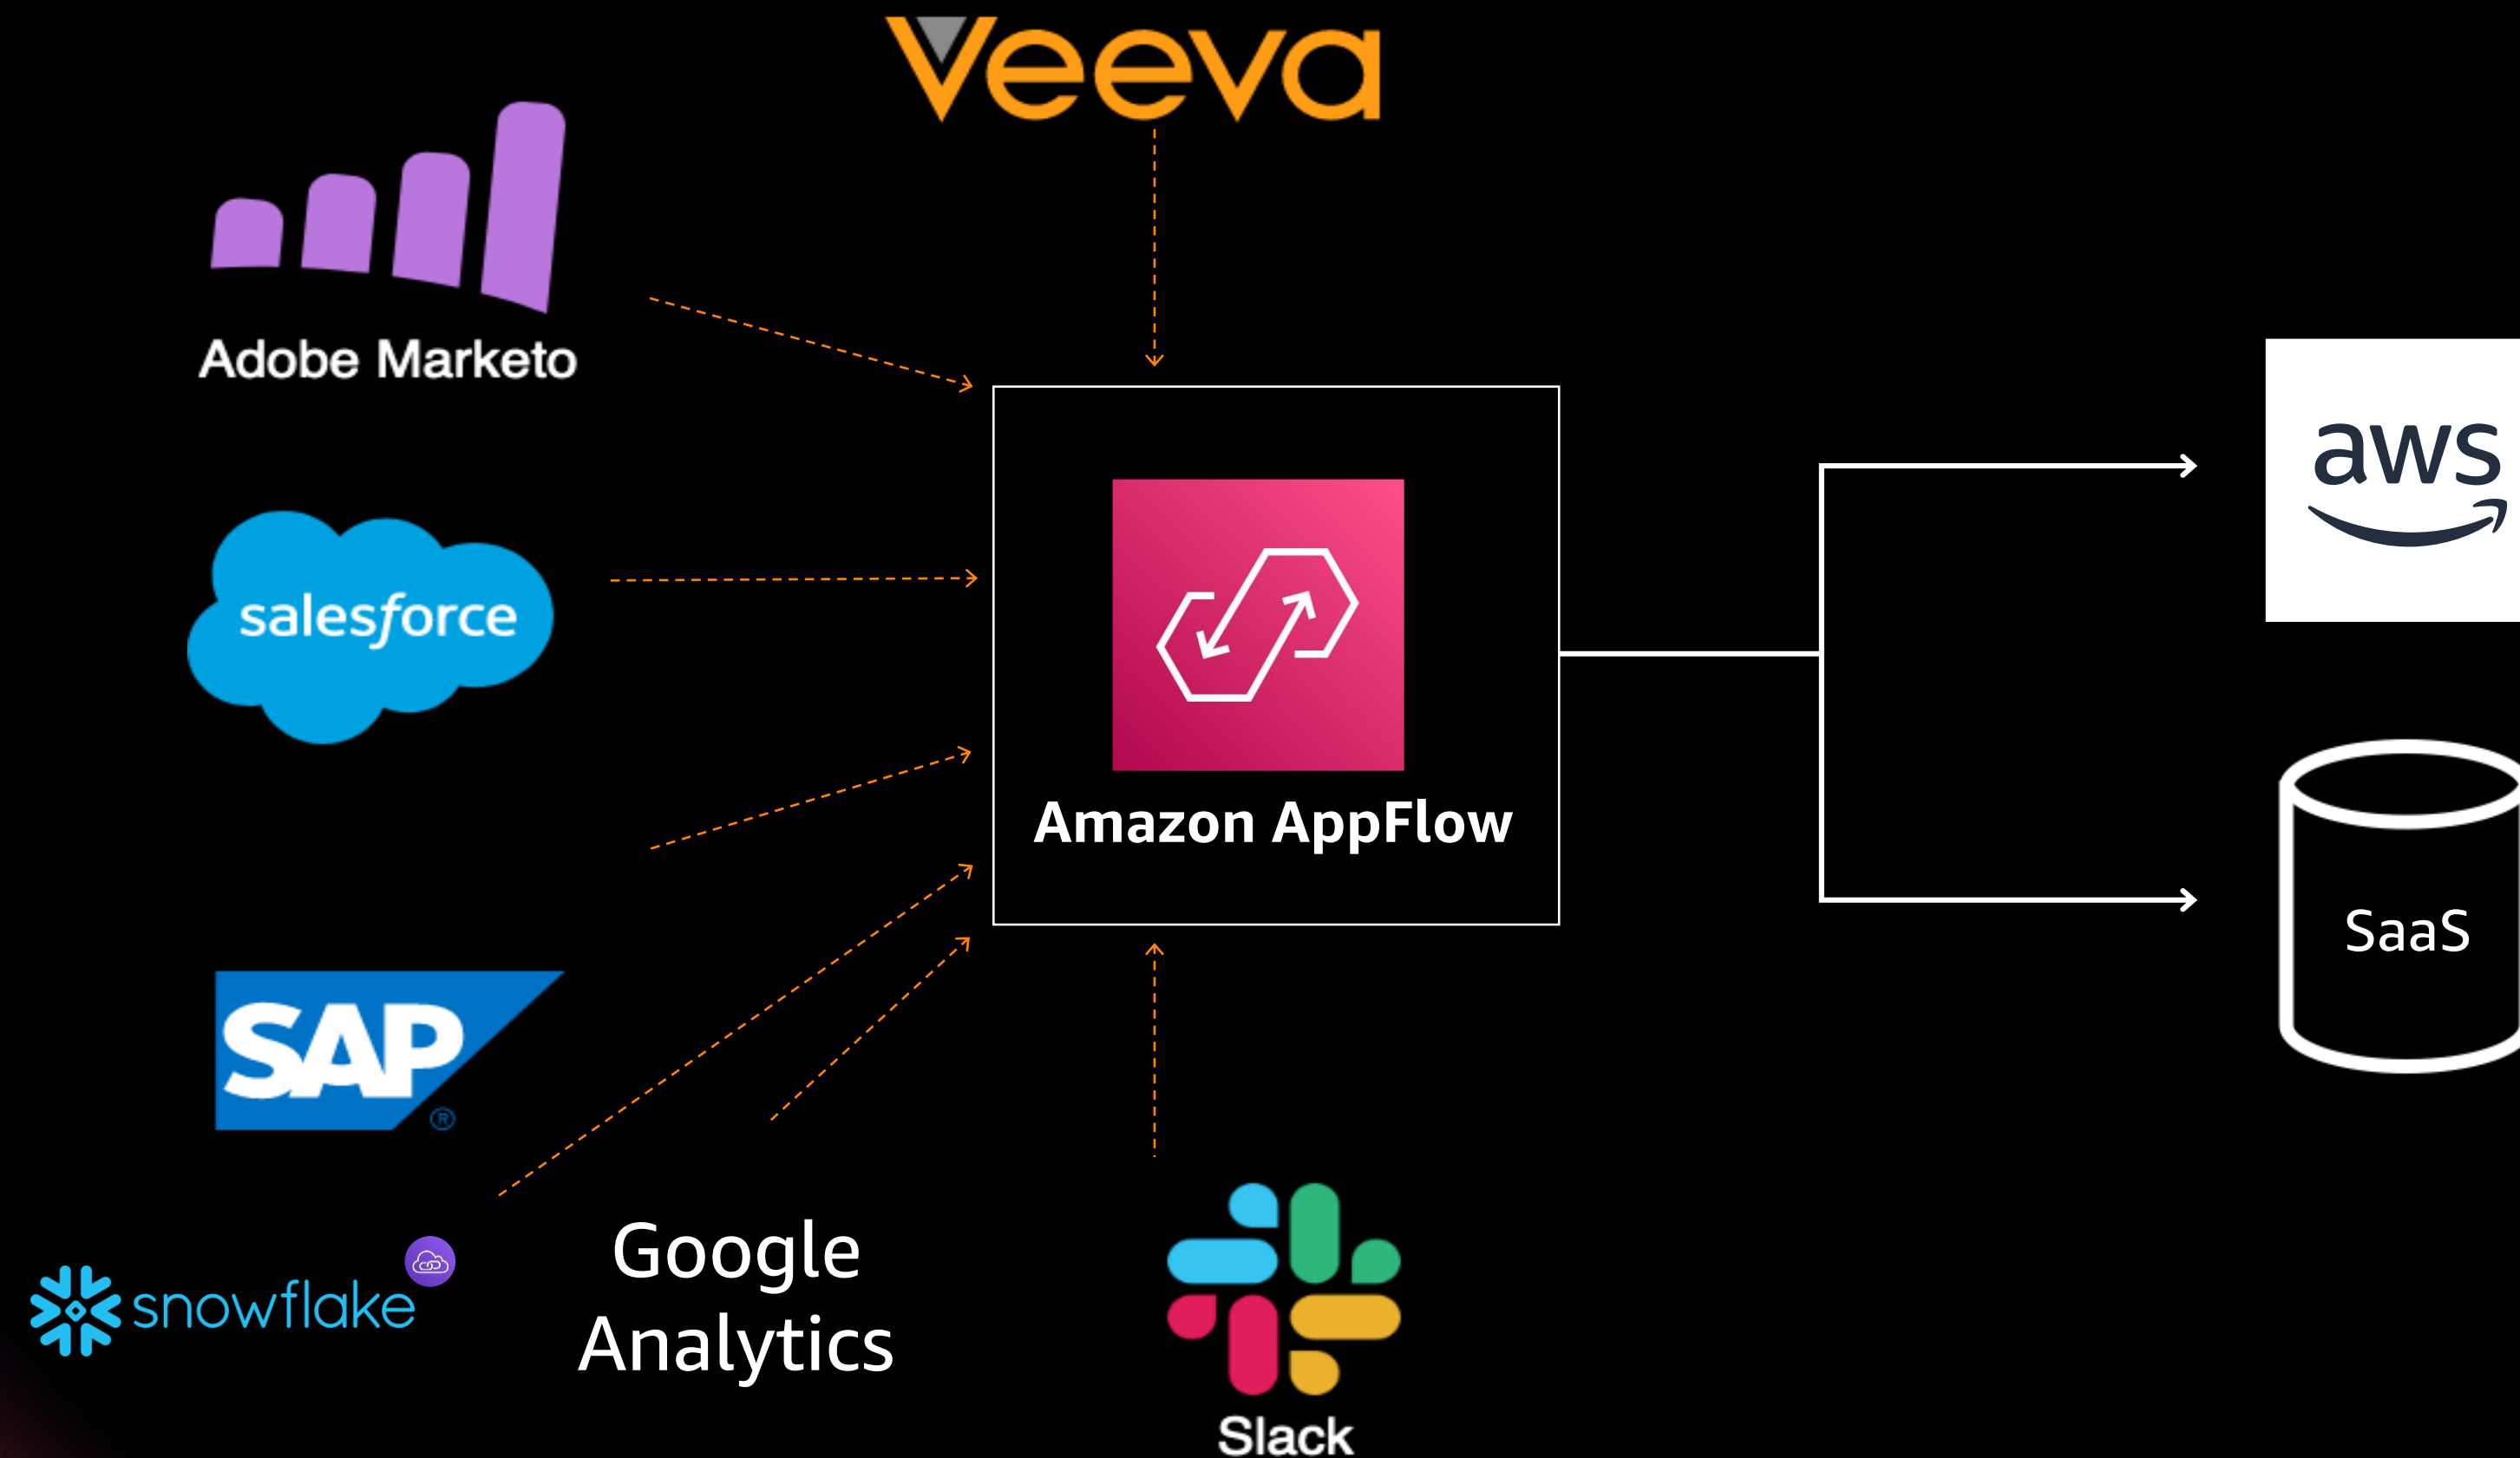 Veeva
Adobe Marketo
salesforce
Amazon AppFlow
aws
SaaS
SAP
®
snowflake
Google
Analytics
Slack